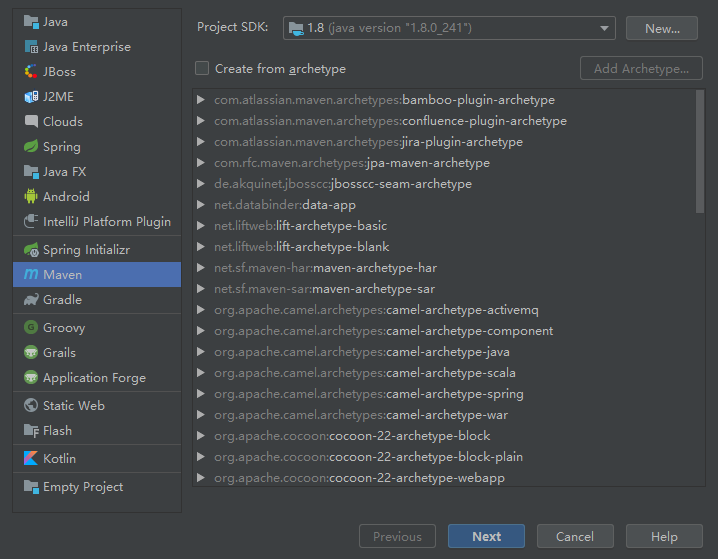 Java
Java Enterprise
JBoss
J2ME
Clouds
Spring
Java FX
Android
IntelliJ Platform Plugin
Spring Initializr
Maven
Gradle
Groovy
Grails
Application Forge
Static Web
Flash
Kotlin
Empty Project
Project SDK: 1.8 (java version "1.8.0_241") New...
Create from archetype Add Archetype...
com.atlassian.maven.archetypes:bamboo-plugin-archetype
com.atlassian.maven.archetypes:confluence-plugin-archetype
com.atlassian.maven.archetypes:jira-plugin-archetype
com.rfc.maven.archetypes:jpa-maven-archetype
de.akquinet.jbosscc:jbosscc-seam-archetype
net.databinder:data-app
net.liftweb:lift-archetype-basic
net.liftweb:lift-archetype-blank
net.sf.maven-har:maven-archetype-har
net.sf.maven-sar:maven-archetype-sar
org.apache.camel.archetypes:camel-archetype-activemq
org.apache.camel.archetypes:camel-archetype-component
org.apache.camel.archetypes:camel-archetype-java
org.apache.camel.archetypes:camel-archetype-scala
org.apache.camel.archetypes:camel-archetype-spring
org.apache.camel.archetypes:camel-archetype-war
org.apache.cocoon:cocoon-22-archetype-block
org.apache.cocoon:cocoon-22-archetype-block-plain
org.apache.cocoon:cocoon-22-archetype-webapp
Previous Next Cancel Help